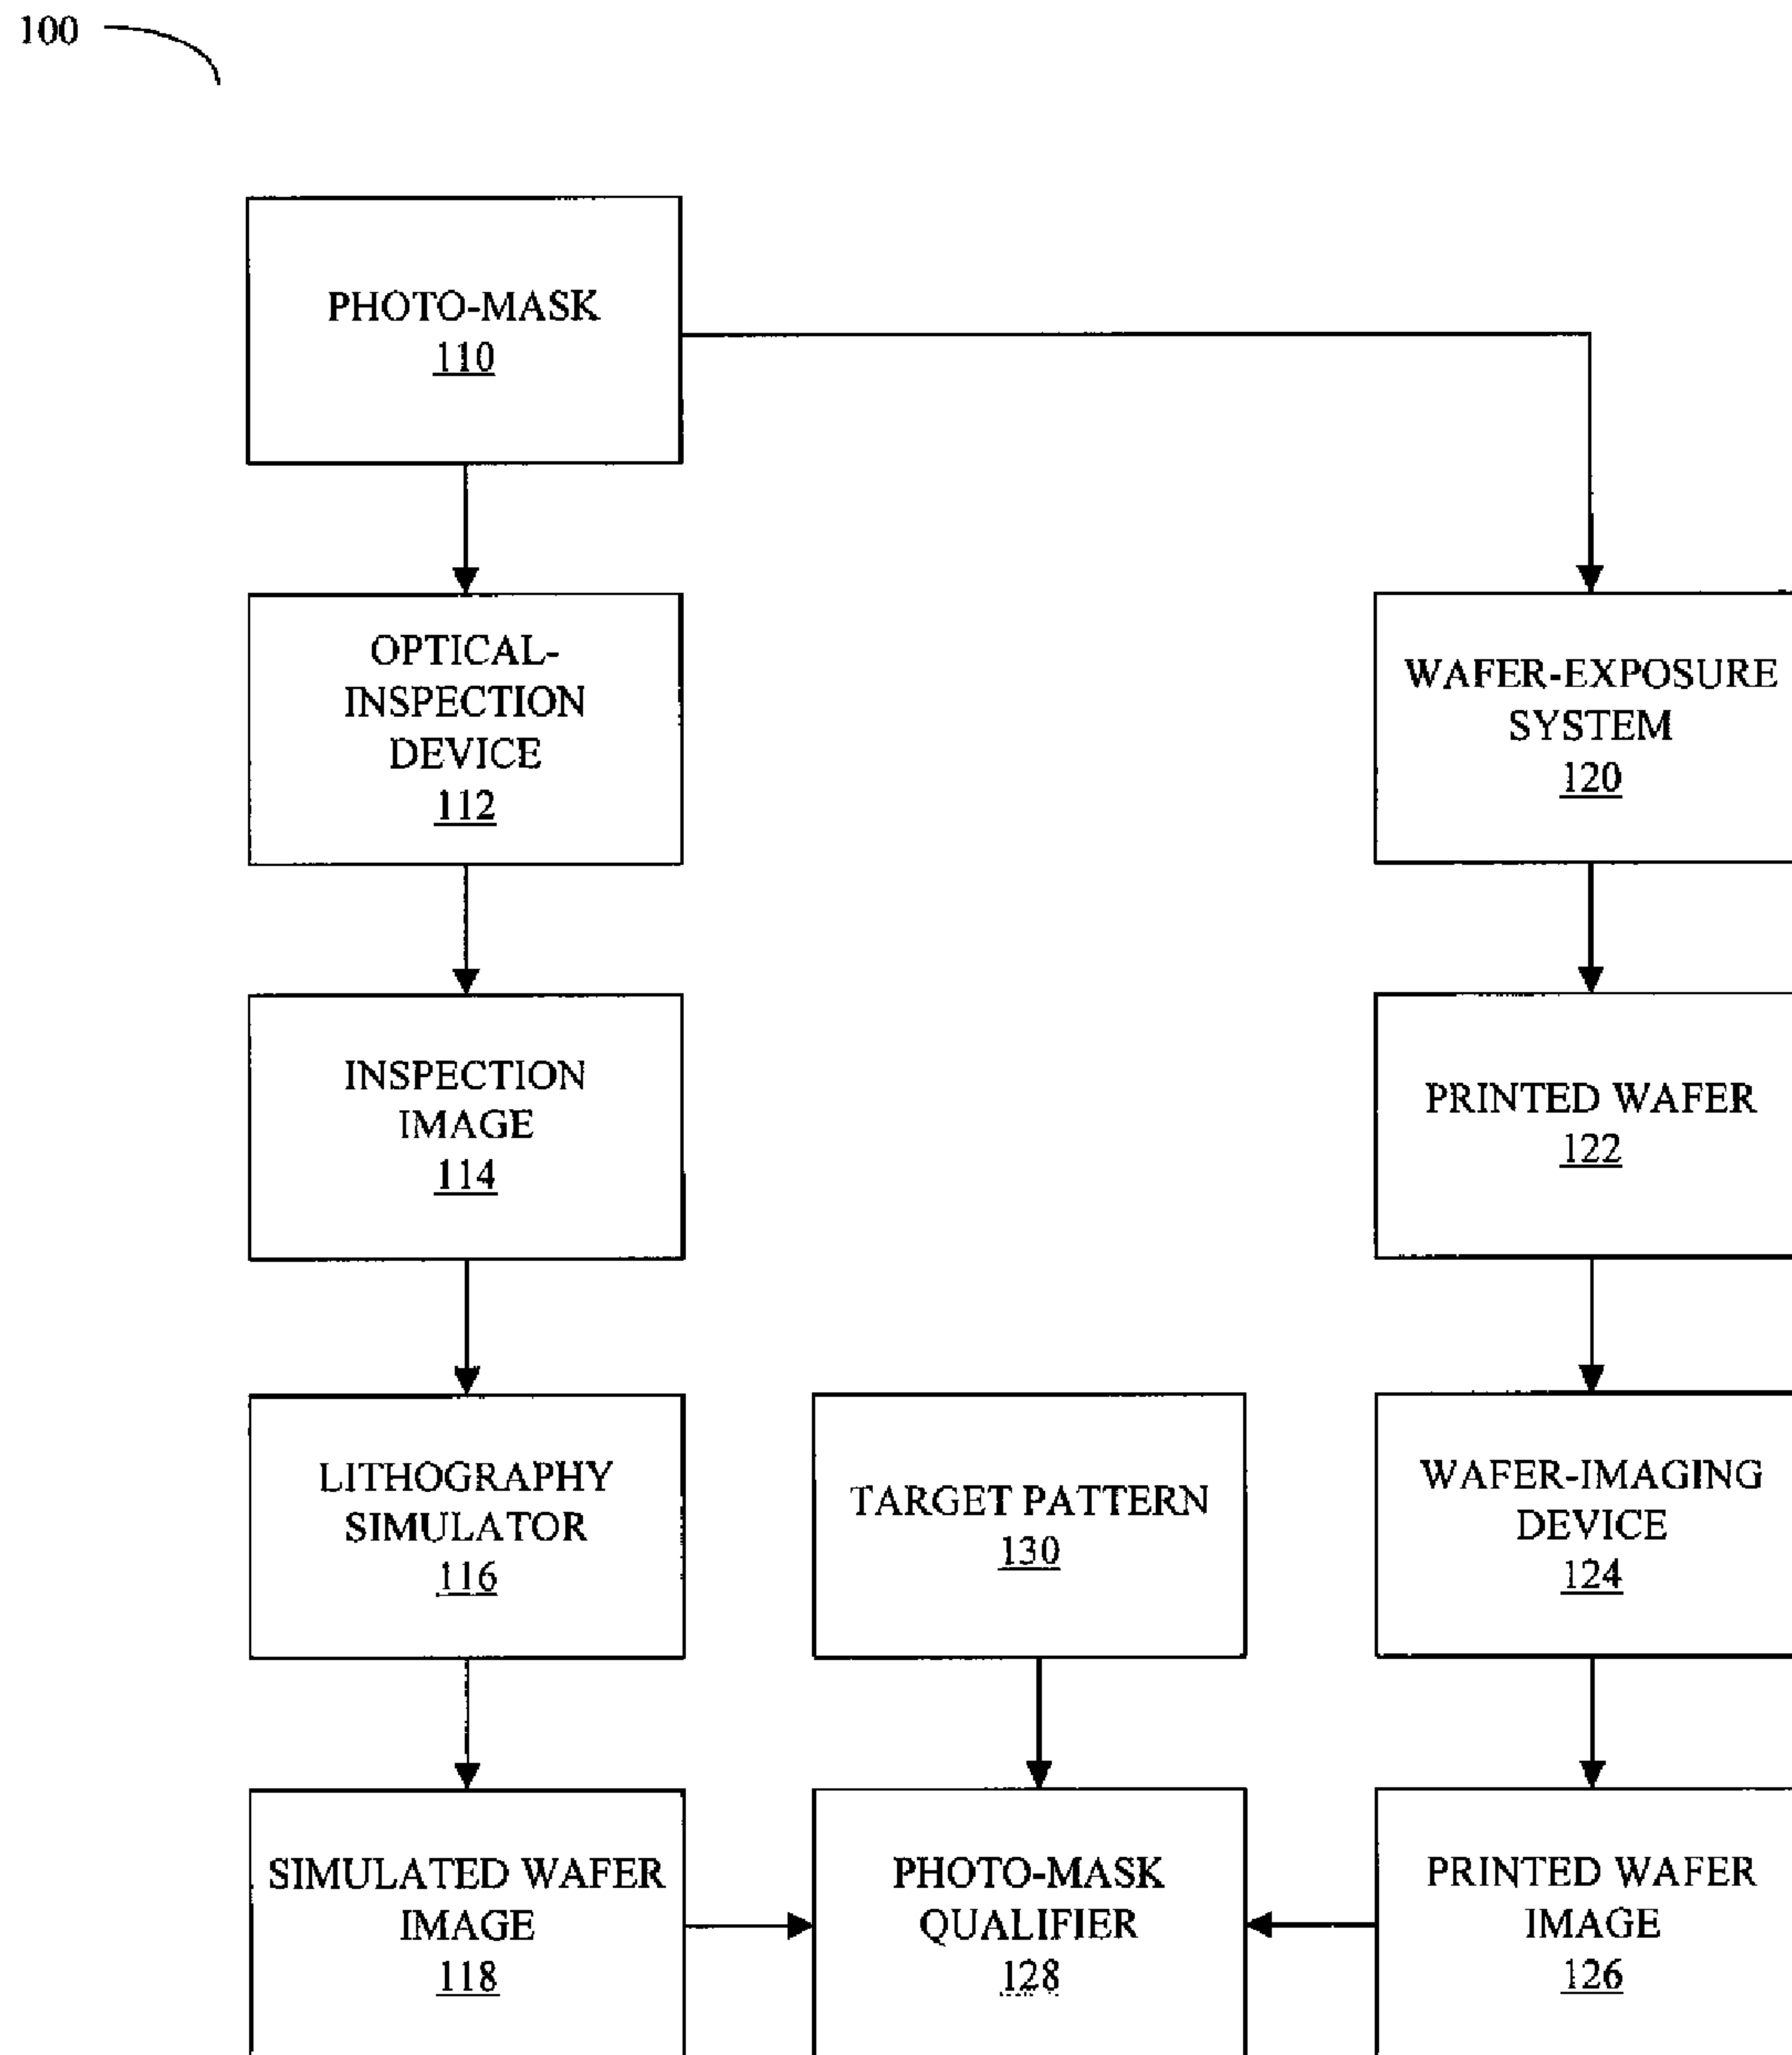 100
PHOTO-MASK
110
OPTICAL-
INSPECTION
DEVICE
112
WAFER-EXPOSURE
SYSTEM
120
INSPECTION
IMAGE
114
PRINTED WAFER
122
LITHOGRAPHY
SIMULATOR
116
TARGET PATTERN
130
WAFER-IMAGING
DEVICE
124
SIMULATED WAFER
IMAGE
118
PHOTO-MASK
QUALIFIER
128
PRINTED WAFER
IMAGE
126